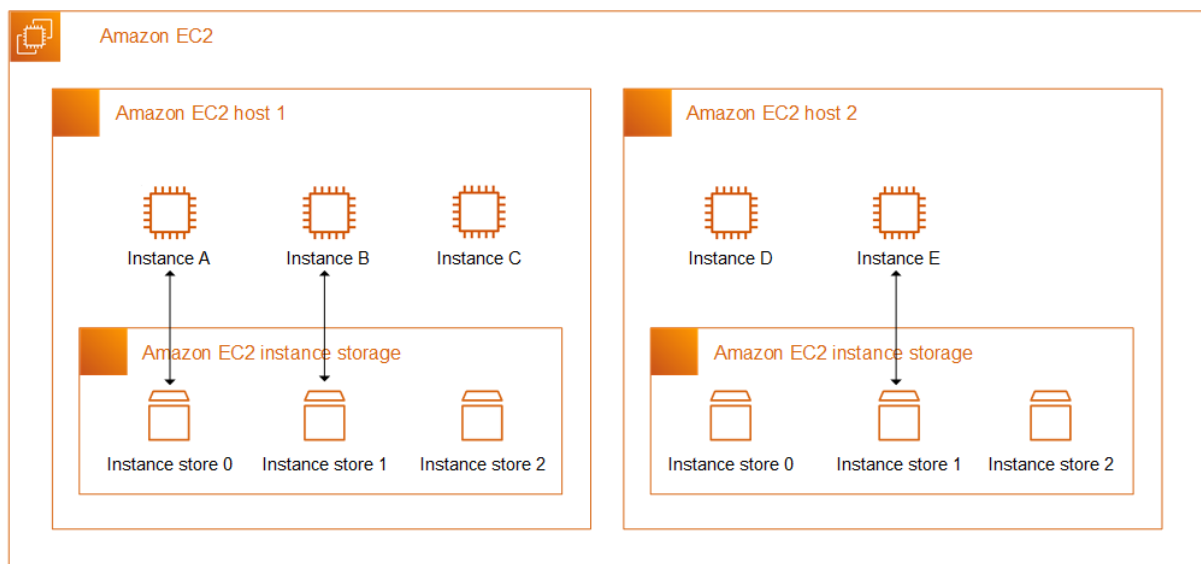 Amazon EC2
Amazon EC2 host 1
Instance A
Instance B
Instance C
Amazon EC2 instance storage
Instance store 0
Instance store 1
Instance store 2
Amazon EC2 host 2
Instance D
Instance E
Amazon EC2 instance storage
Instance store 0
Instance store 1
Instance store 2